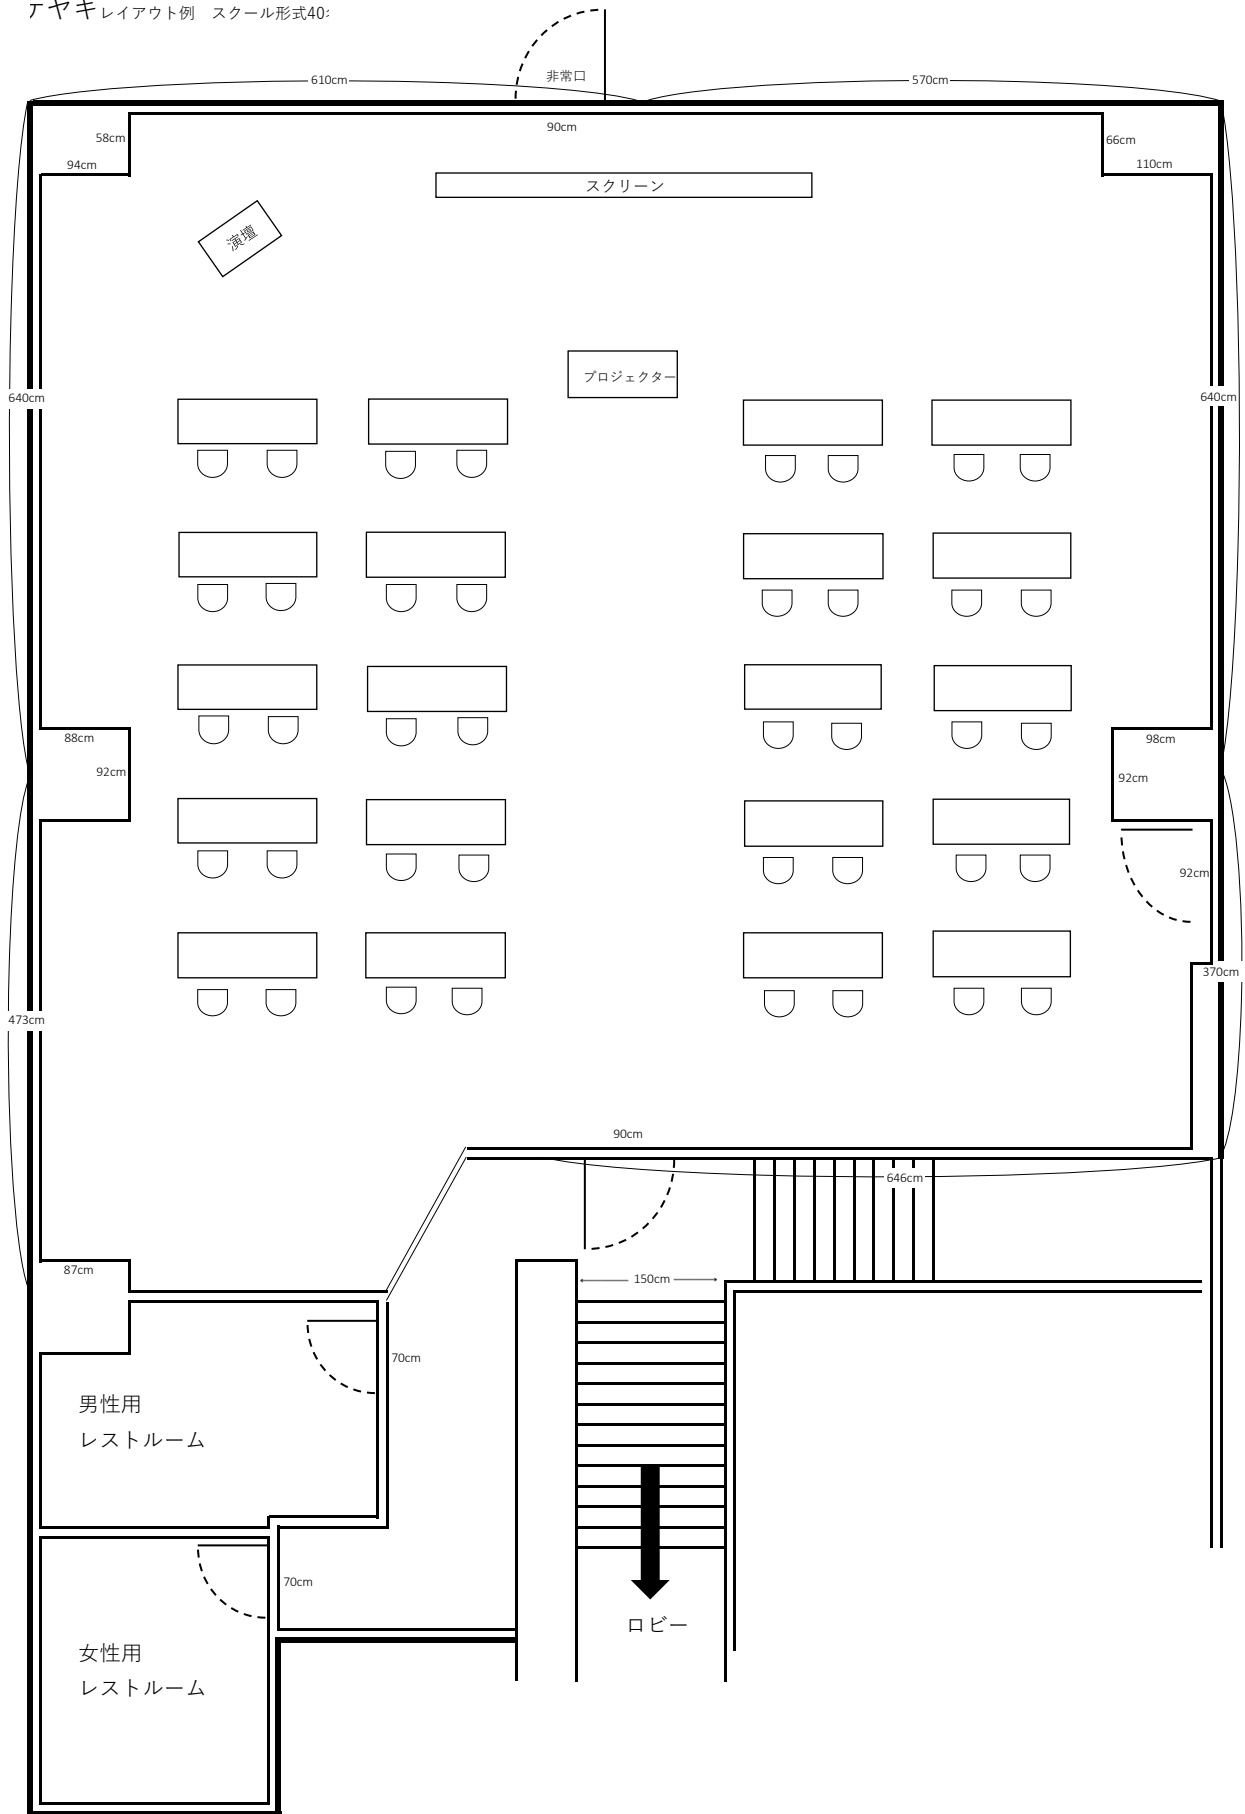 レイアウト例　スクール形式40
非常口
610cm
570cm
90cm
58cm
66cm
94cm
110cm
スクリーン
演壇
プロジェクター
640cm
640cm
88cm
98cm
92cm
92cm
92cm
370cm
473cm
90cm
646cm
87cm
150cm
70cm
男性用
レストルーム
70cm
ロビー
女性用
レストルーム